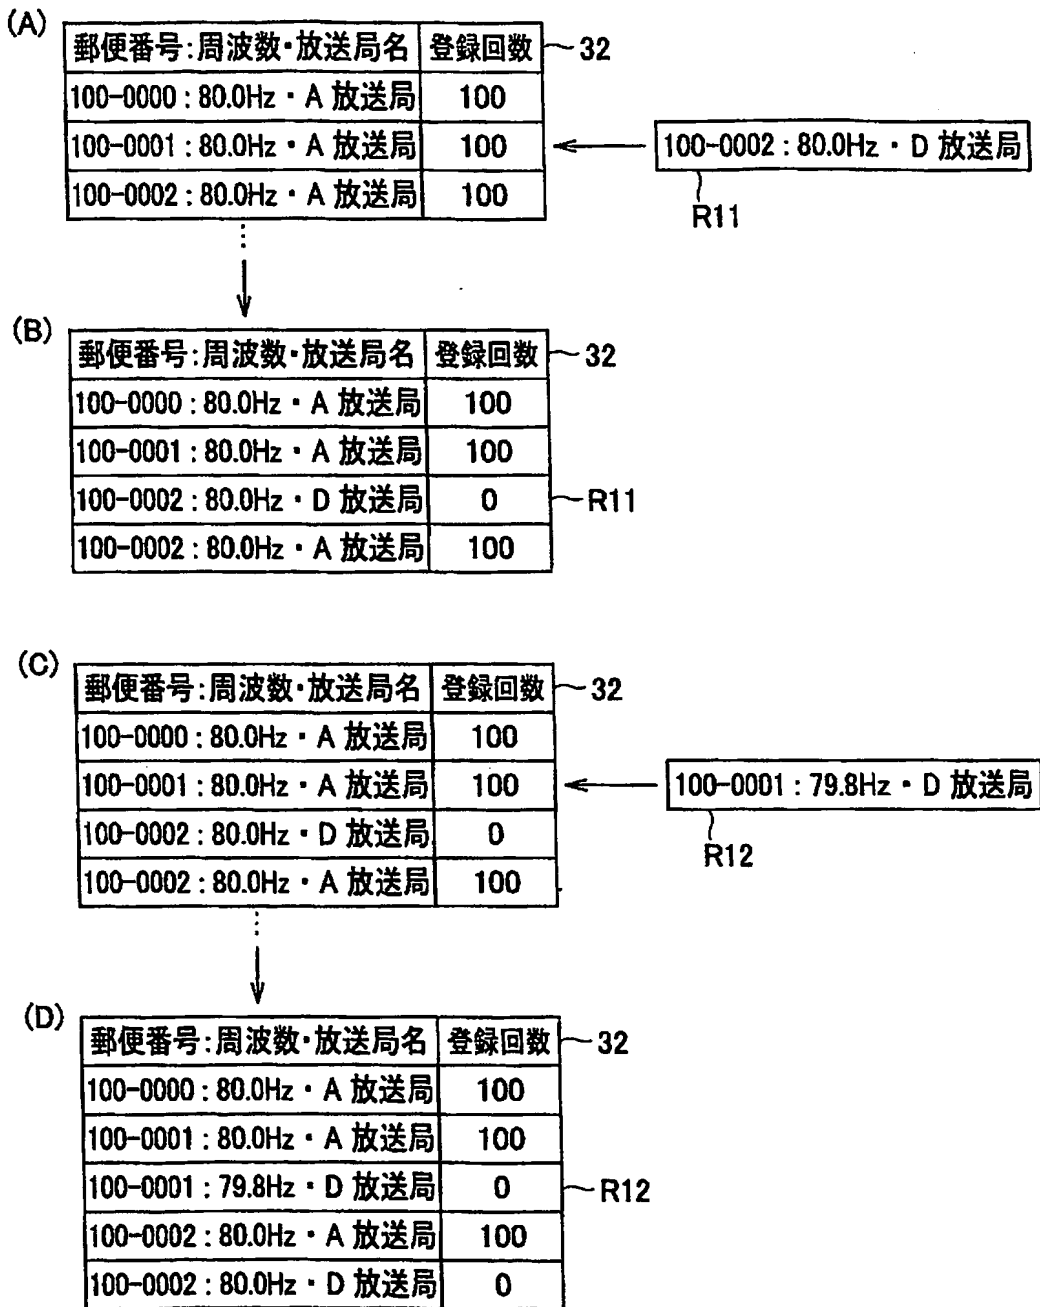 (A)
郵便番号:周波数・放送局名 登録回数 32
100-0000:80.0Hz・A 放送局 100
100-0001:80.0Hz・A 放送局 100
100-0002:80.0Hz・D 放送局
100-0002:80.0Hz・A 放送局 100
R11
(B)
郵便番号:周波数・放送局名 登録回数 32
100-0000:80.0Hz・A 放送局 100
100-0001:80.0Hz・A 放送局 100
100-0002:80.0Hz・D 放送局 0 R11
100-0002:80.0Hz・A 放送局 100
(C)
郵便番号:周波数・放送局名 登録回数 32
100-0000:80.0Hz・A 放送局 100
100-0001:80.0Hz・A 放送局 100
100-0001:79.8Hz・D 放送局
100-0002:80.0Hz・D 放送局 0
R12
100-0002:80.0Hz・A 放送局 100
(D)
郵便番号:周波数・放送局名 登録回数 32
100-0000:80.0Hz・A 放送局 100
100-0001:80.0Hz・A 放送局 100
100-0001:79.8Hz・D 放送局 0 R12
100-0002:80.0Hz・A 放送局 100
100-0002:80.0Hz・D 放送局 0